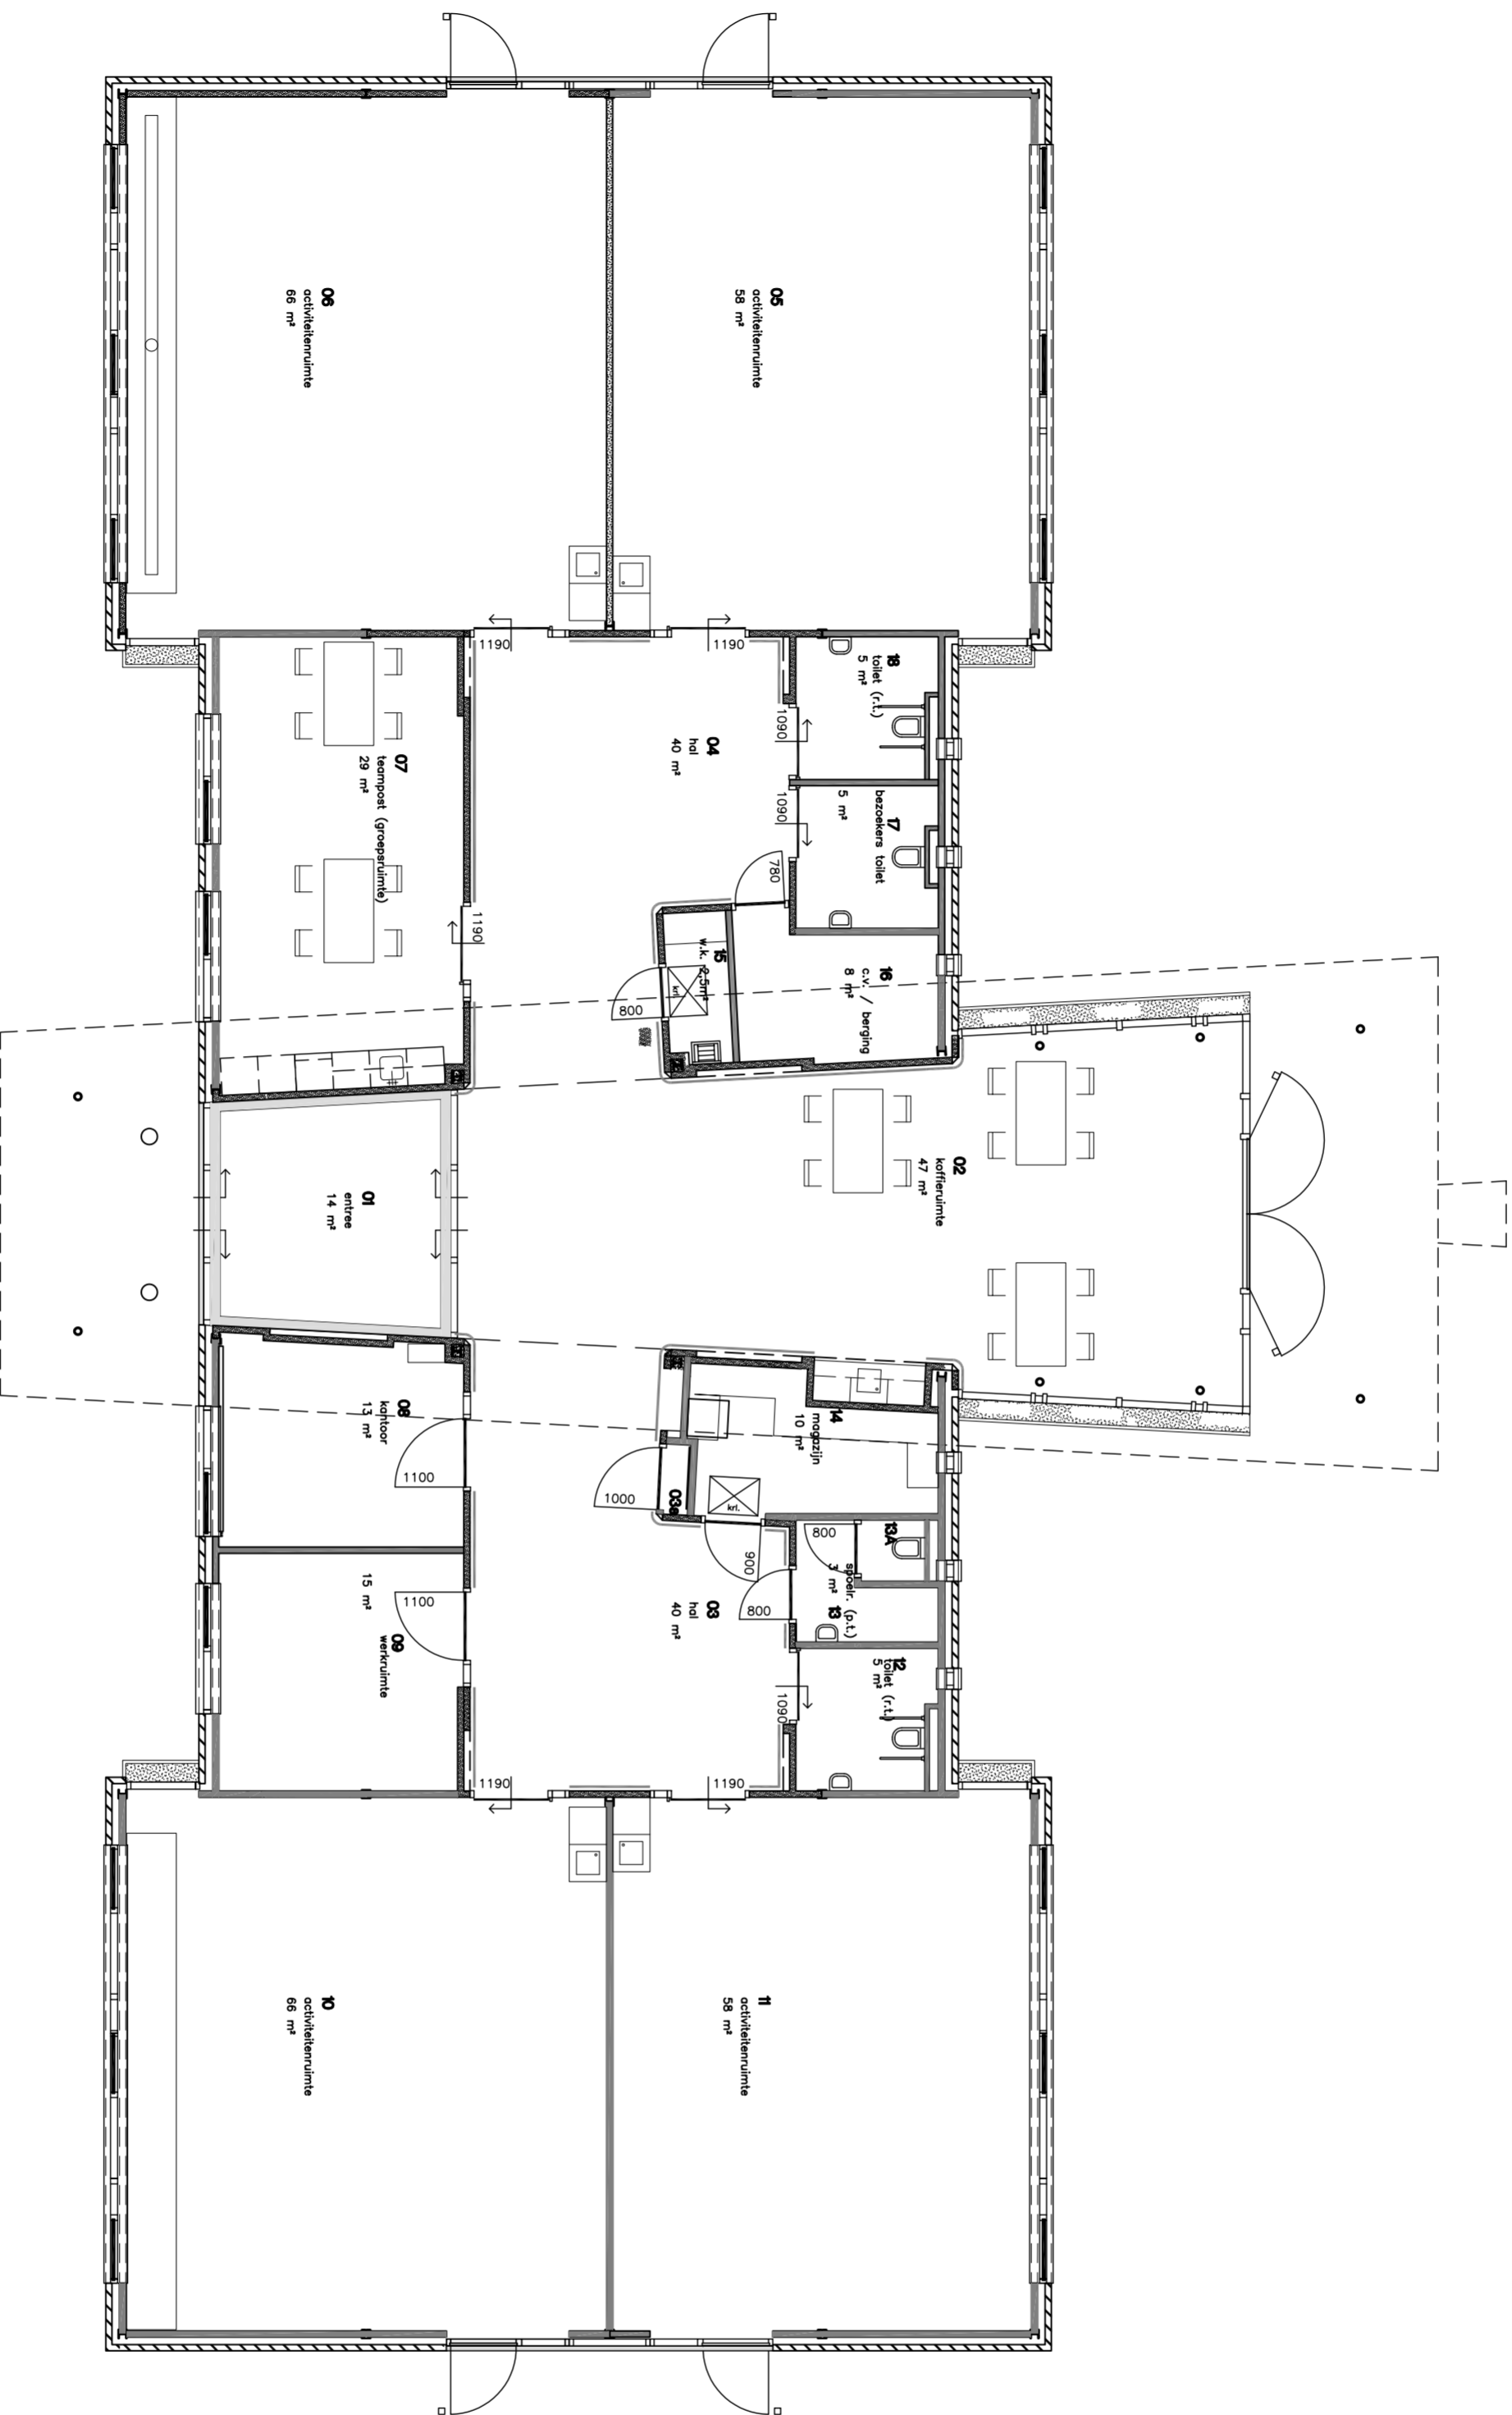 06
activiteitenruimte
66 m²
05
activiteitenruimte
58 m²
1190
1190
18
toilet (r.t.)
5 m²
1090
04
hal
40 m²
07
teampost (groepsruimte)
29 m²
1090
17
bezoekers toilet
5 m²
780
1190
15
w.k. 2,5m²
krl.
800
16
c.v. / berging
8 m²
02
koffieruimte
47 m²
01
entree
14 m²
08
kantoor
13 m²
1100
14
magazijn
10 m²
krl.
1000
03a
900
13A
800
spoelr. (p.t.)
3 m²
13
800
03
hal
40 m²
15 m²
1100
09
werkruimte
12
toilet (r.t.)
5 m²
1090
1190
1190
10
activiteitenruimte
66 m²
11
activiteitenruimte
58 m²